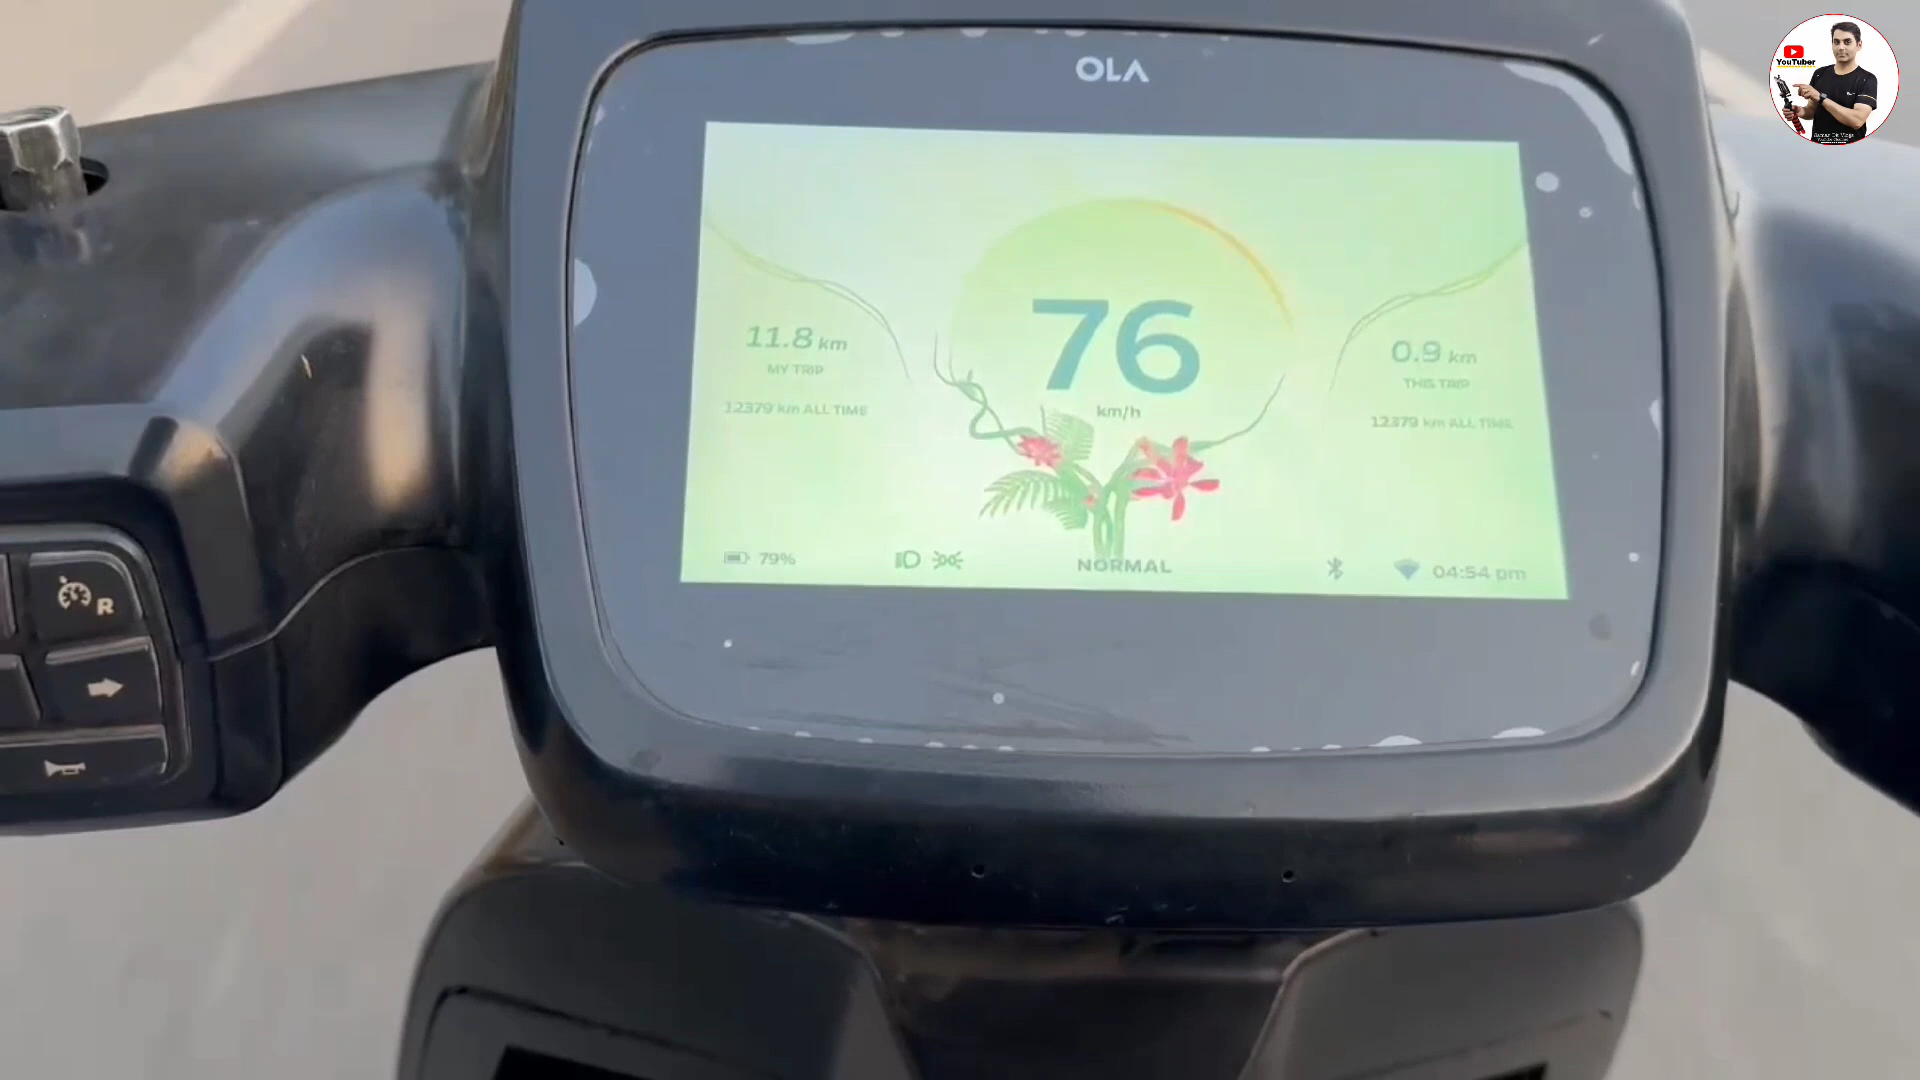 OLA
YouTuber
76
km/h
11.8 km
MY TRIP
12379 km ALL TIME
0.9 km
THIS TRIP
12379 km ALL TIME
79%
NORMAL
04:54 pm
R